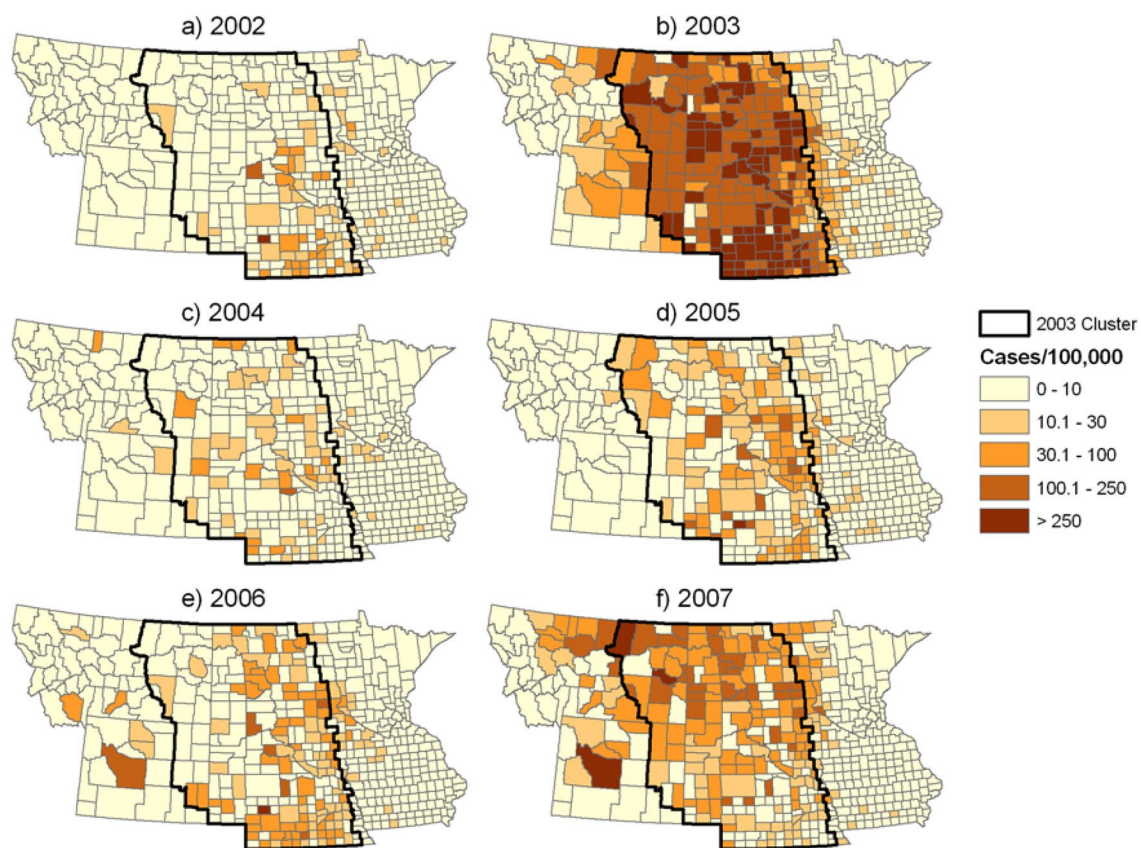 a) 2002
b) 2003
c) 2004
d) 2005
2003 Cluster
Cases/100,000
0 - 10
10.1 - 30
30.1 - 100
100.1 - 250
> 250
e) 2006
f) 2007